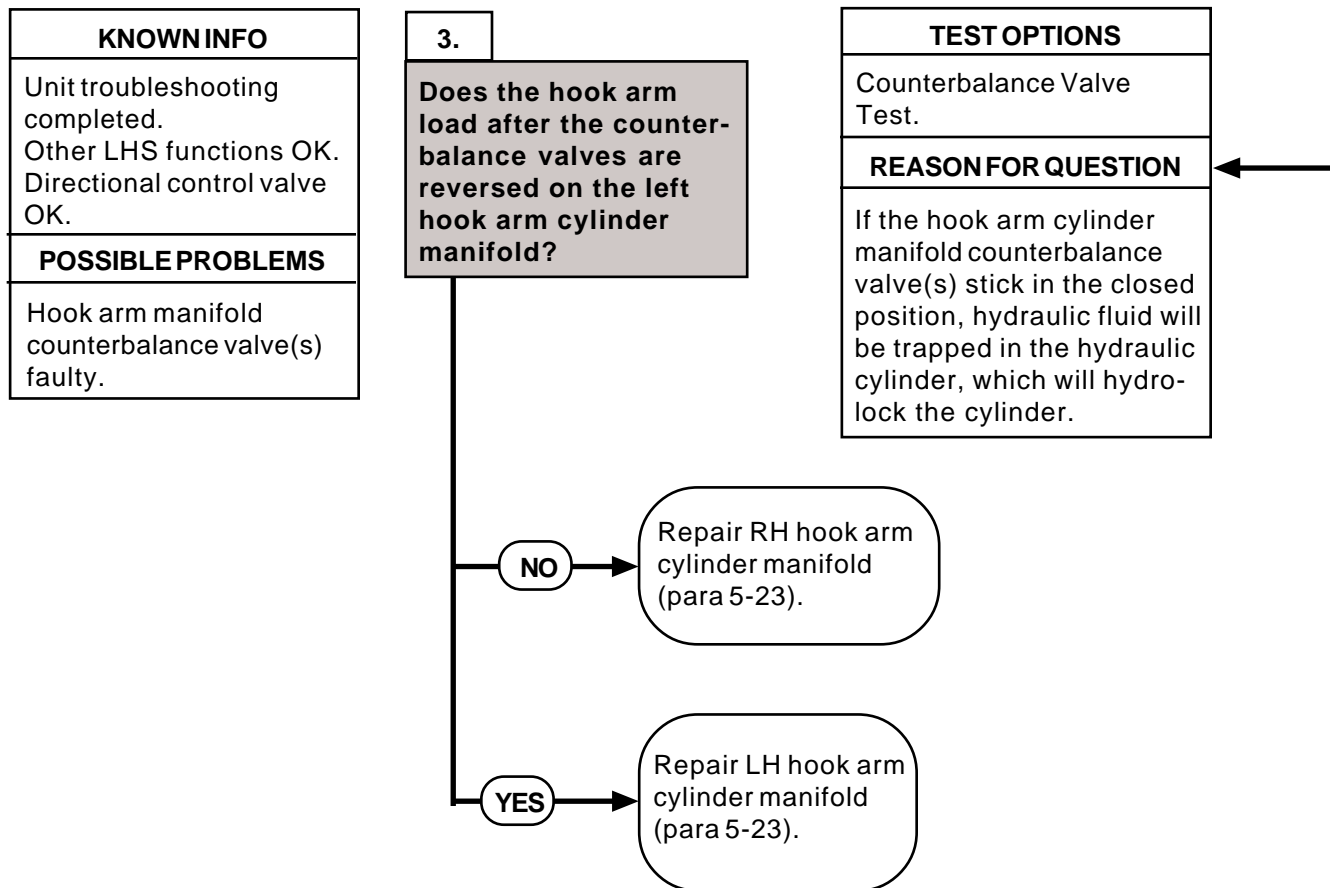 KNOWN INFO
Unit troubleshooting
completed.
Other LHS functions OK.
Directional control valve
OK.
POSSIBLE PROBLEMS
Hook arm manifold
counterbalance valve(s)
faulty.
3.
Does the hook arm
load after the counter-
balance valves are
reversed on the left
hook arm cylinder
manifold?
TEST OPTIONS
Counterbalance Valve
Test.
REASON FOR QUESTION
If the hook arm cylinder
manifold counterbalance
valve(s) stick in the closed
position, hydraulic fluid will
be trapped in the hydraulic
cylinder, which will hydro-
lock the cylinder.
NO
Repair RH hook arm
cylinder manifold
(para 5-23).
YES
Repair LH hook arm
cylinder manifold
(para 5-23).